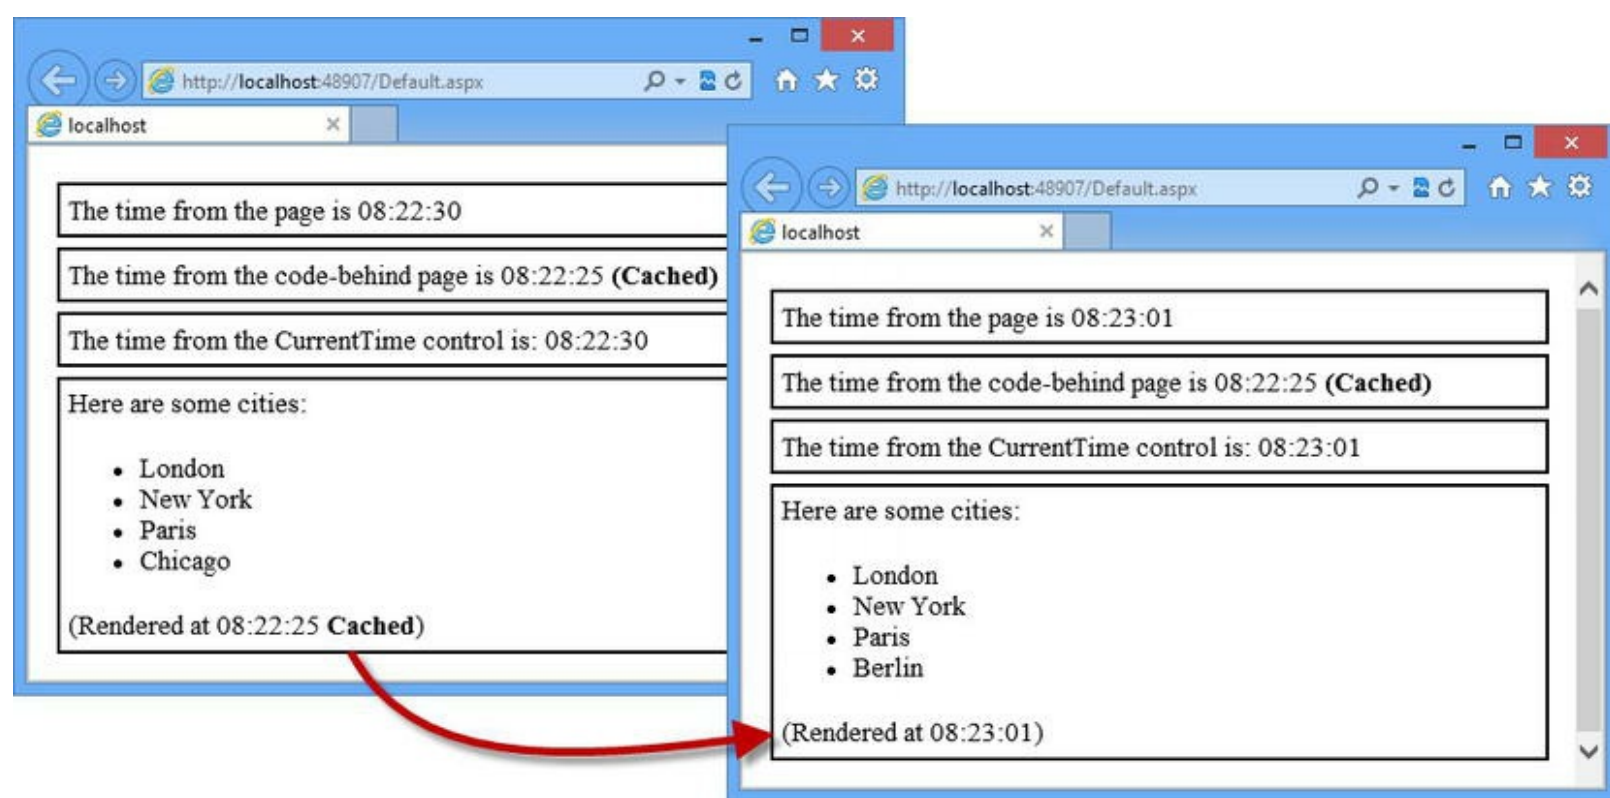 http://localhost:48907/Default.aspx
localhost
The time from the page is 08:22:30
The time from the code-behind page is 08:22:25 (Cached)
The time from the CurrentTime control is: 08:22:30
Here are some cities:
• London
• New York
• Paris
• Chicago
(Rendered at 08:22:25 Cached)
http://localhost:48907/Default.aspx
localhost
The time from the page is 08:23:01
The time from the code-behind page is 08:22:25 (Cached)
The time from the CurrentTime control is: 08:23:01
Here are some cities:
• London
• New York
• Paris
• Berlin
(Rendered at 08:23:01)